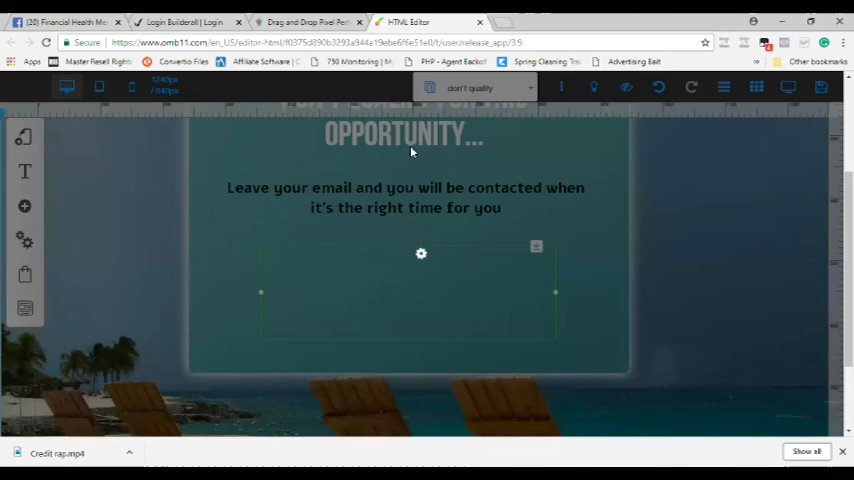 (20) Financial Health Me
Login Builderall | Login
Drag and Drop Pixel Per
HTML Editor
Secure
https://www.omb11.com/en_US/editor-html/f0375d890b3293a944a19ebe6f6e51e0/t/user/release_app/3.9
Apps
Master Resell Rights
Convertio Files
Affiliate Software | C
750 Monitoring | M
PHP - Agent Backof
Spring Cleaning Tra
Advertising Bait
Other bookmarks
1240px
/ 940px
don't qualify
OPPORTUNITY...
Leave your email and you will be contacted when
it's the right time for you
Credit rap.mp4
Show all